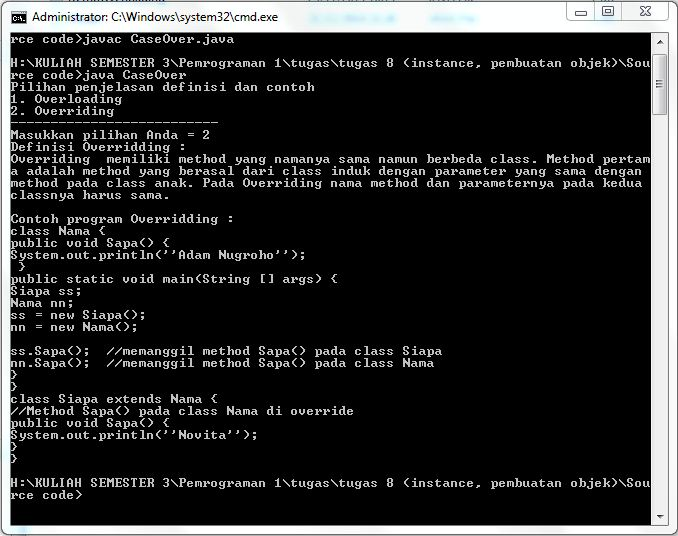 Administrator: C:\Windows\system32\cmd.exe
rce code>javac CaseOver.java
H:\KULIAH SEMESTER 3\Pemrograman 1\tugas\tugas 8 (instance, pembuatan objek)\Sou
rce code>java CaseOver
Pilihan penjelasan definisi dan contoh
1. Overloading
2. Overriding
--------------------------
Masukkan pilihan Anda = 2
Definisi Overridding :
Overriding  memiliki method yang namanya sama namun berbeda class. Method pertam
a adalah method yang berasal dari class induk dengan parameter yang sama dengan
method pada class anak. Pada Overriding nama method dan parameternya pada kedua
classnya harus sama.
Contoh program Overridding :
class Nama {
public void Sapa() {
System.out.println(''Adam Nugroho'');
 }
public static void main(String [] args) {
Siapa ss;
Nama nn;
ss = new Siapa();
nn = new Nama();
ss.Sapa();  //memanggil method Sapa() pada class Siapa
nn.Sapa();  //memanggil method Sapa() pada class Nama
}
}
class Siapa extends Nama {
//Method Sapa() pada class Nama di override
public void Sapa() {
System.out.println(''Novita'');
}
}
H:\KULIAH SEMESTER 3\Pemrograman 1\tugas\tugas 8 (instance, pembuatan objek)\Sou
rce code>